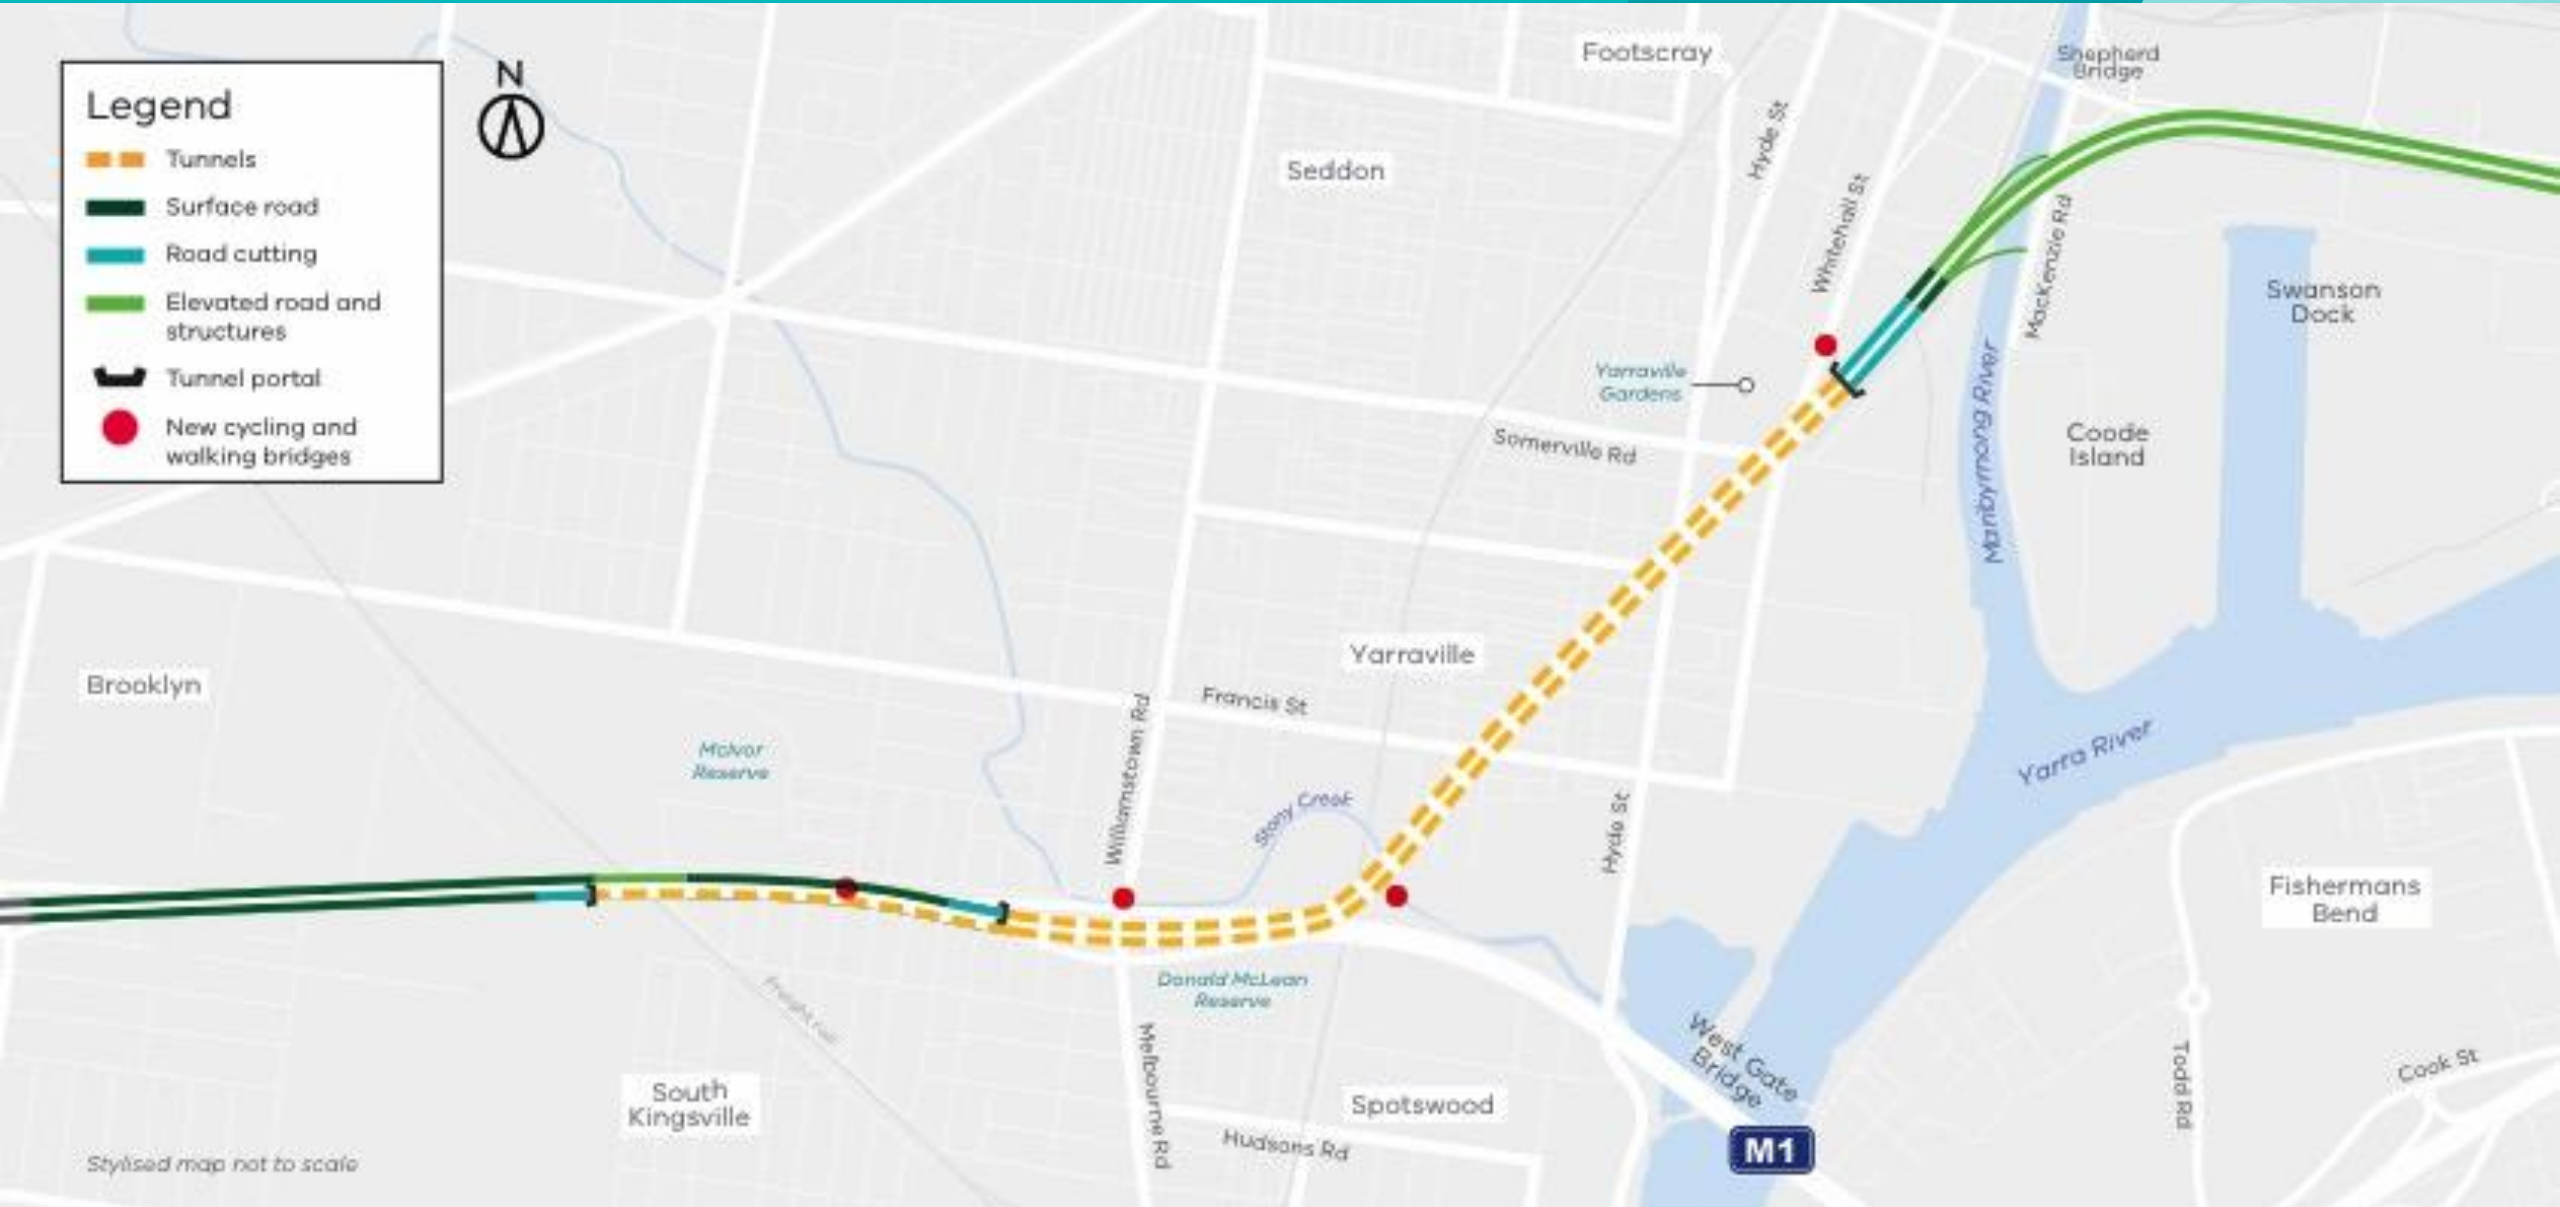 Legend
Tunnels
Surface road
Road cutting
Elevated road and
structures
Tunnel portal
New cycling and
walking bridges
N
Footscray
Shepherd
Bridge
Hyde St
Seddon
Whitehall St
MacKenzie Rd
Swanson
Dock
Yarraville
Gardens
Somerville Rd
Maribyrnong River
Coode
Island
Yarraville
Brooklyn
Francis St
McIvor
Reserve
Williamstown Rd
Stony Creek
Hyde St
Yarra River
Fishermans
Bend
Donald McLean
Reserve
Freight rail
West Gate
Bridge
Melbourne Rd
South
Kingsville
Spotswood
Hudsons Rd
M1
Todd Rd
Cook St
Stylised map not to scale